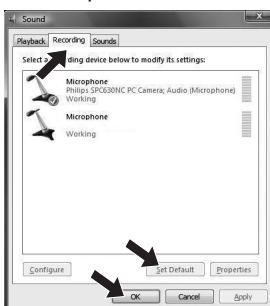 Sound
Playback Recording Sounds
Select a recording device below to modify its settings:
Microphone
Philips SPC630NC PC Camera; Audio (Microphone)
Working
Microphone
Working
Configure
Set Default
Properties
OK
Cancel
Apply